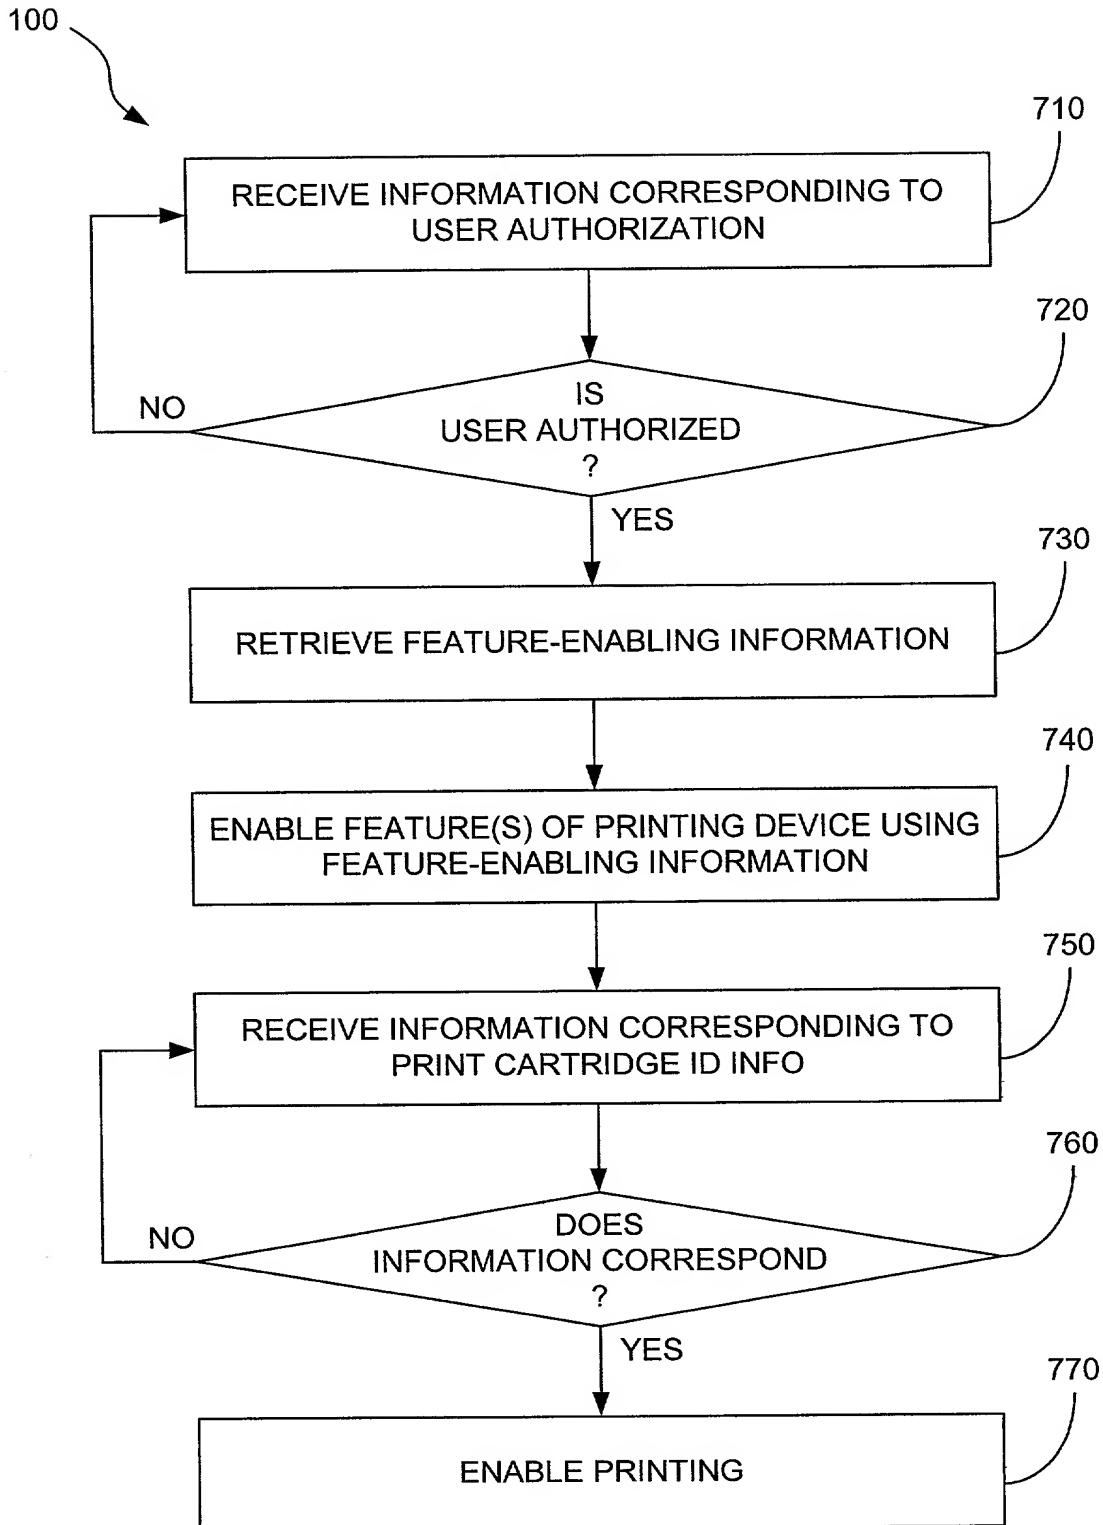 100
710
RECEIVE INFORMATION CORRESPONDING TO
USER AUTHORIZATION
720
IS
USER AUTHORIZED
?
NO
YES
730
RETRIEVE FEATURE-ENABLING INFORMATION
740
ENABLE FEATURE(S) OF PRINTING DEVICE USING
FEATURE-ENABLING INFORMATION
750
RECEIVE INFORMATION CORRESPONDING TO
PRINT CARTRIDGE ID INFO
760
DOES
INFORMATION CORRESPOND
?
NO
YES
770
ENABLE PRINTING